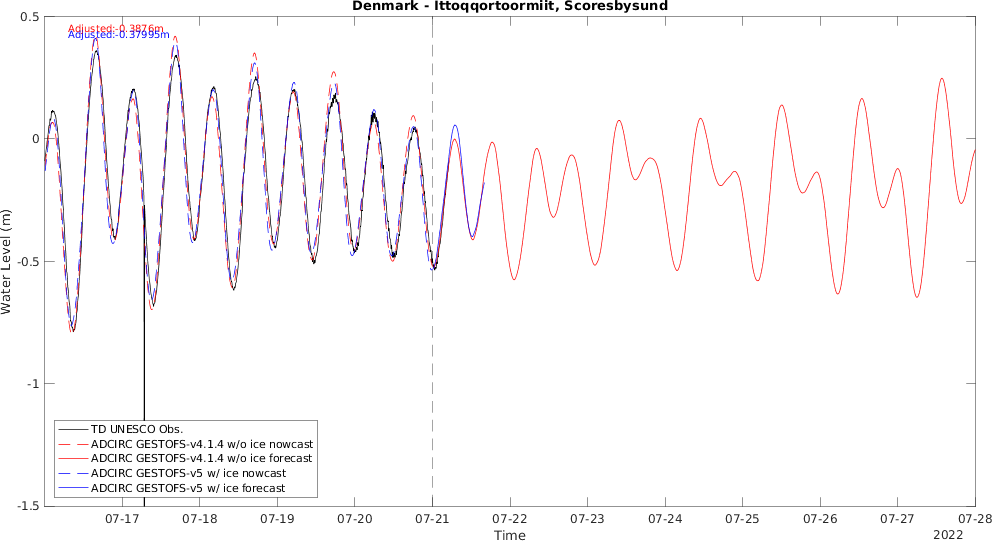 Denmark - Ittoqqortoormiit, Scoresbysund
Adjusted:-0.3876m
Adjusted:-0.37995m
0.5
0
-0.5
-1
-1.5
Water Level (m)
TD UNESCO Obs.
ADCIRC GESTOFS-v4.1.4 w/o ice nowcast
ADCIRC GESTOFS-v4.1.4 w/o ice forecast
ADCIRC GESTOFS-v5 w/ ice nowcast
ADCIRC GESTOFS-v5 w/ ice forecast
07-17 07-18 07-19 07-20 07-21 07-22 07-23 07-24 07-25 07-26 07-27 07-28
Time
2022